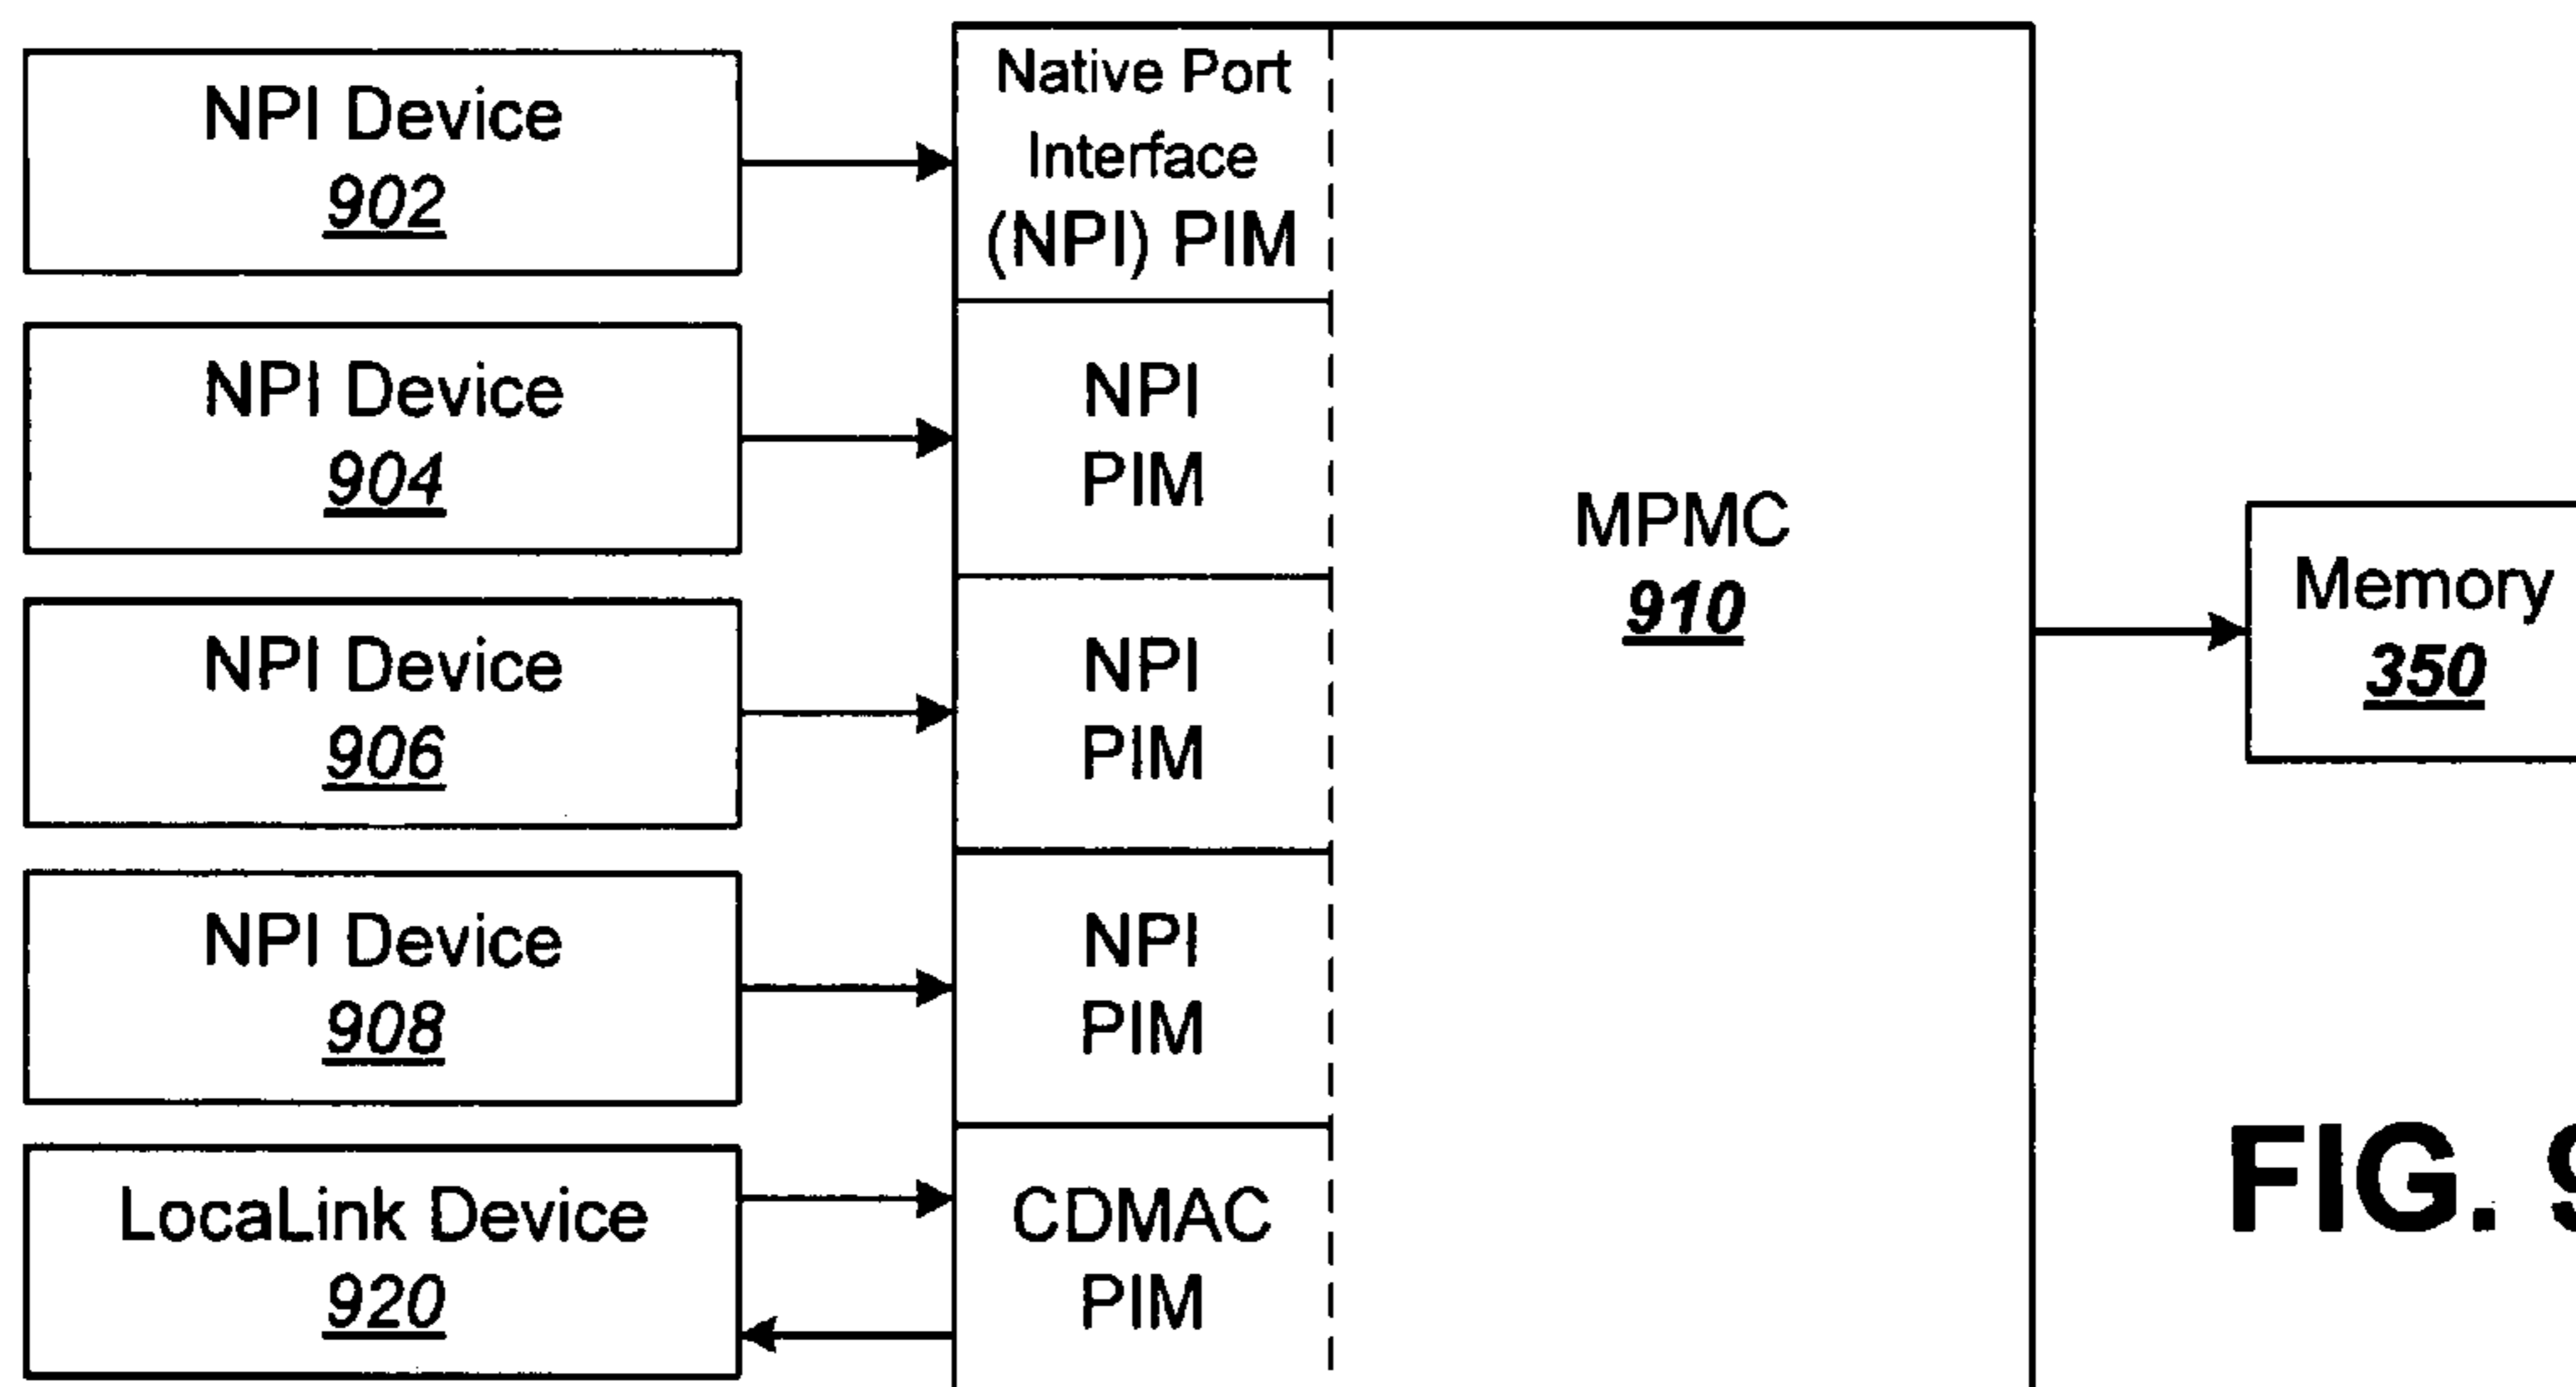 NPI Device
902
NPI Device
904
NPI Device
906
NPI Device
908
LocaLink Device
920
Native Port
Interface
(NPI) PIM
NPI
PIM
NPI
PIM
NPI
PIM
CDMAC
PIM
MPMC
910
Memory
350
FIG. 9